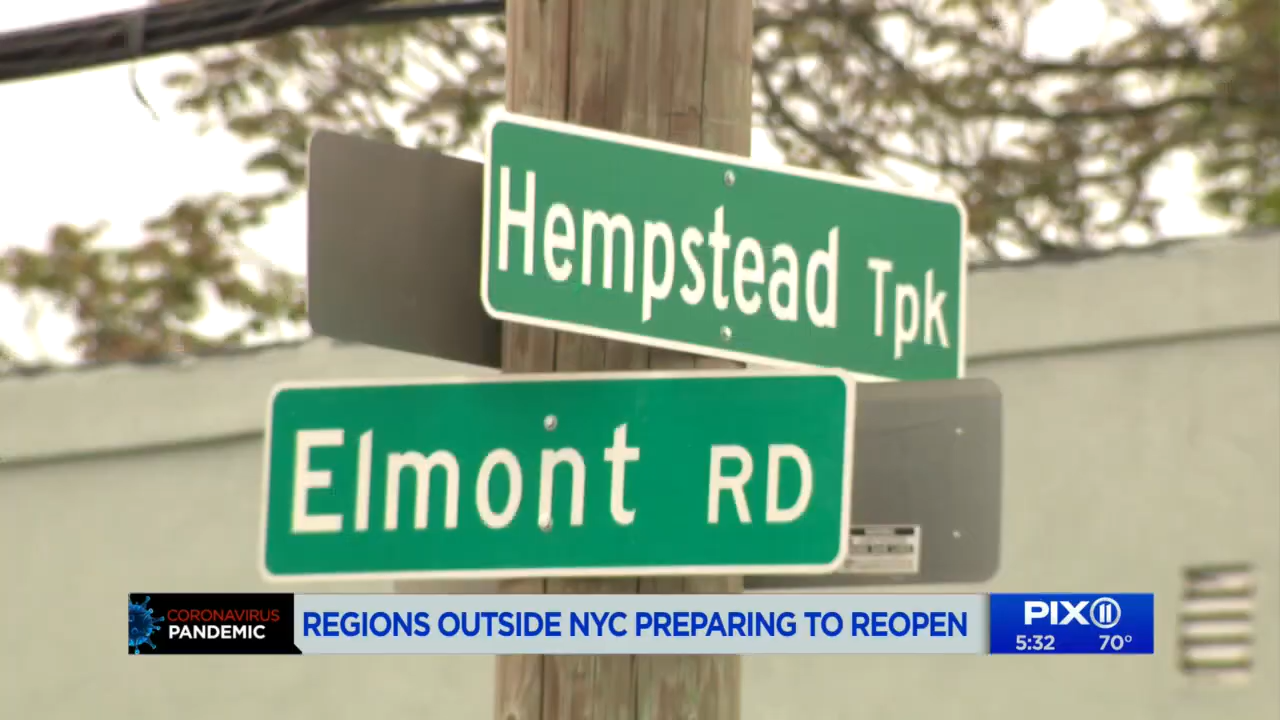 Hempstead Tpk
Elmont RD
CORONAVIRUS
PANDEMIC
REGIONS OUTSIDE NYC PREPARING TO REOPEN
PIX11
5:32 70°